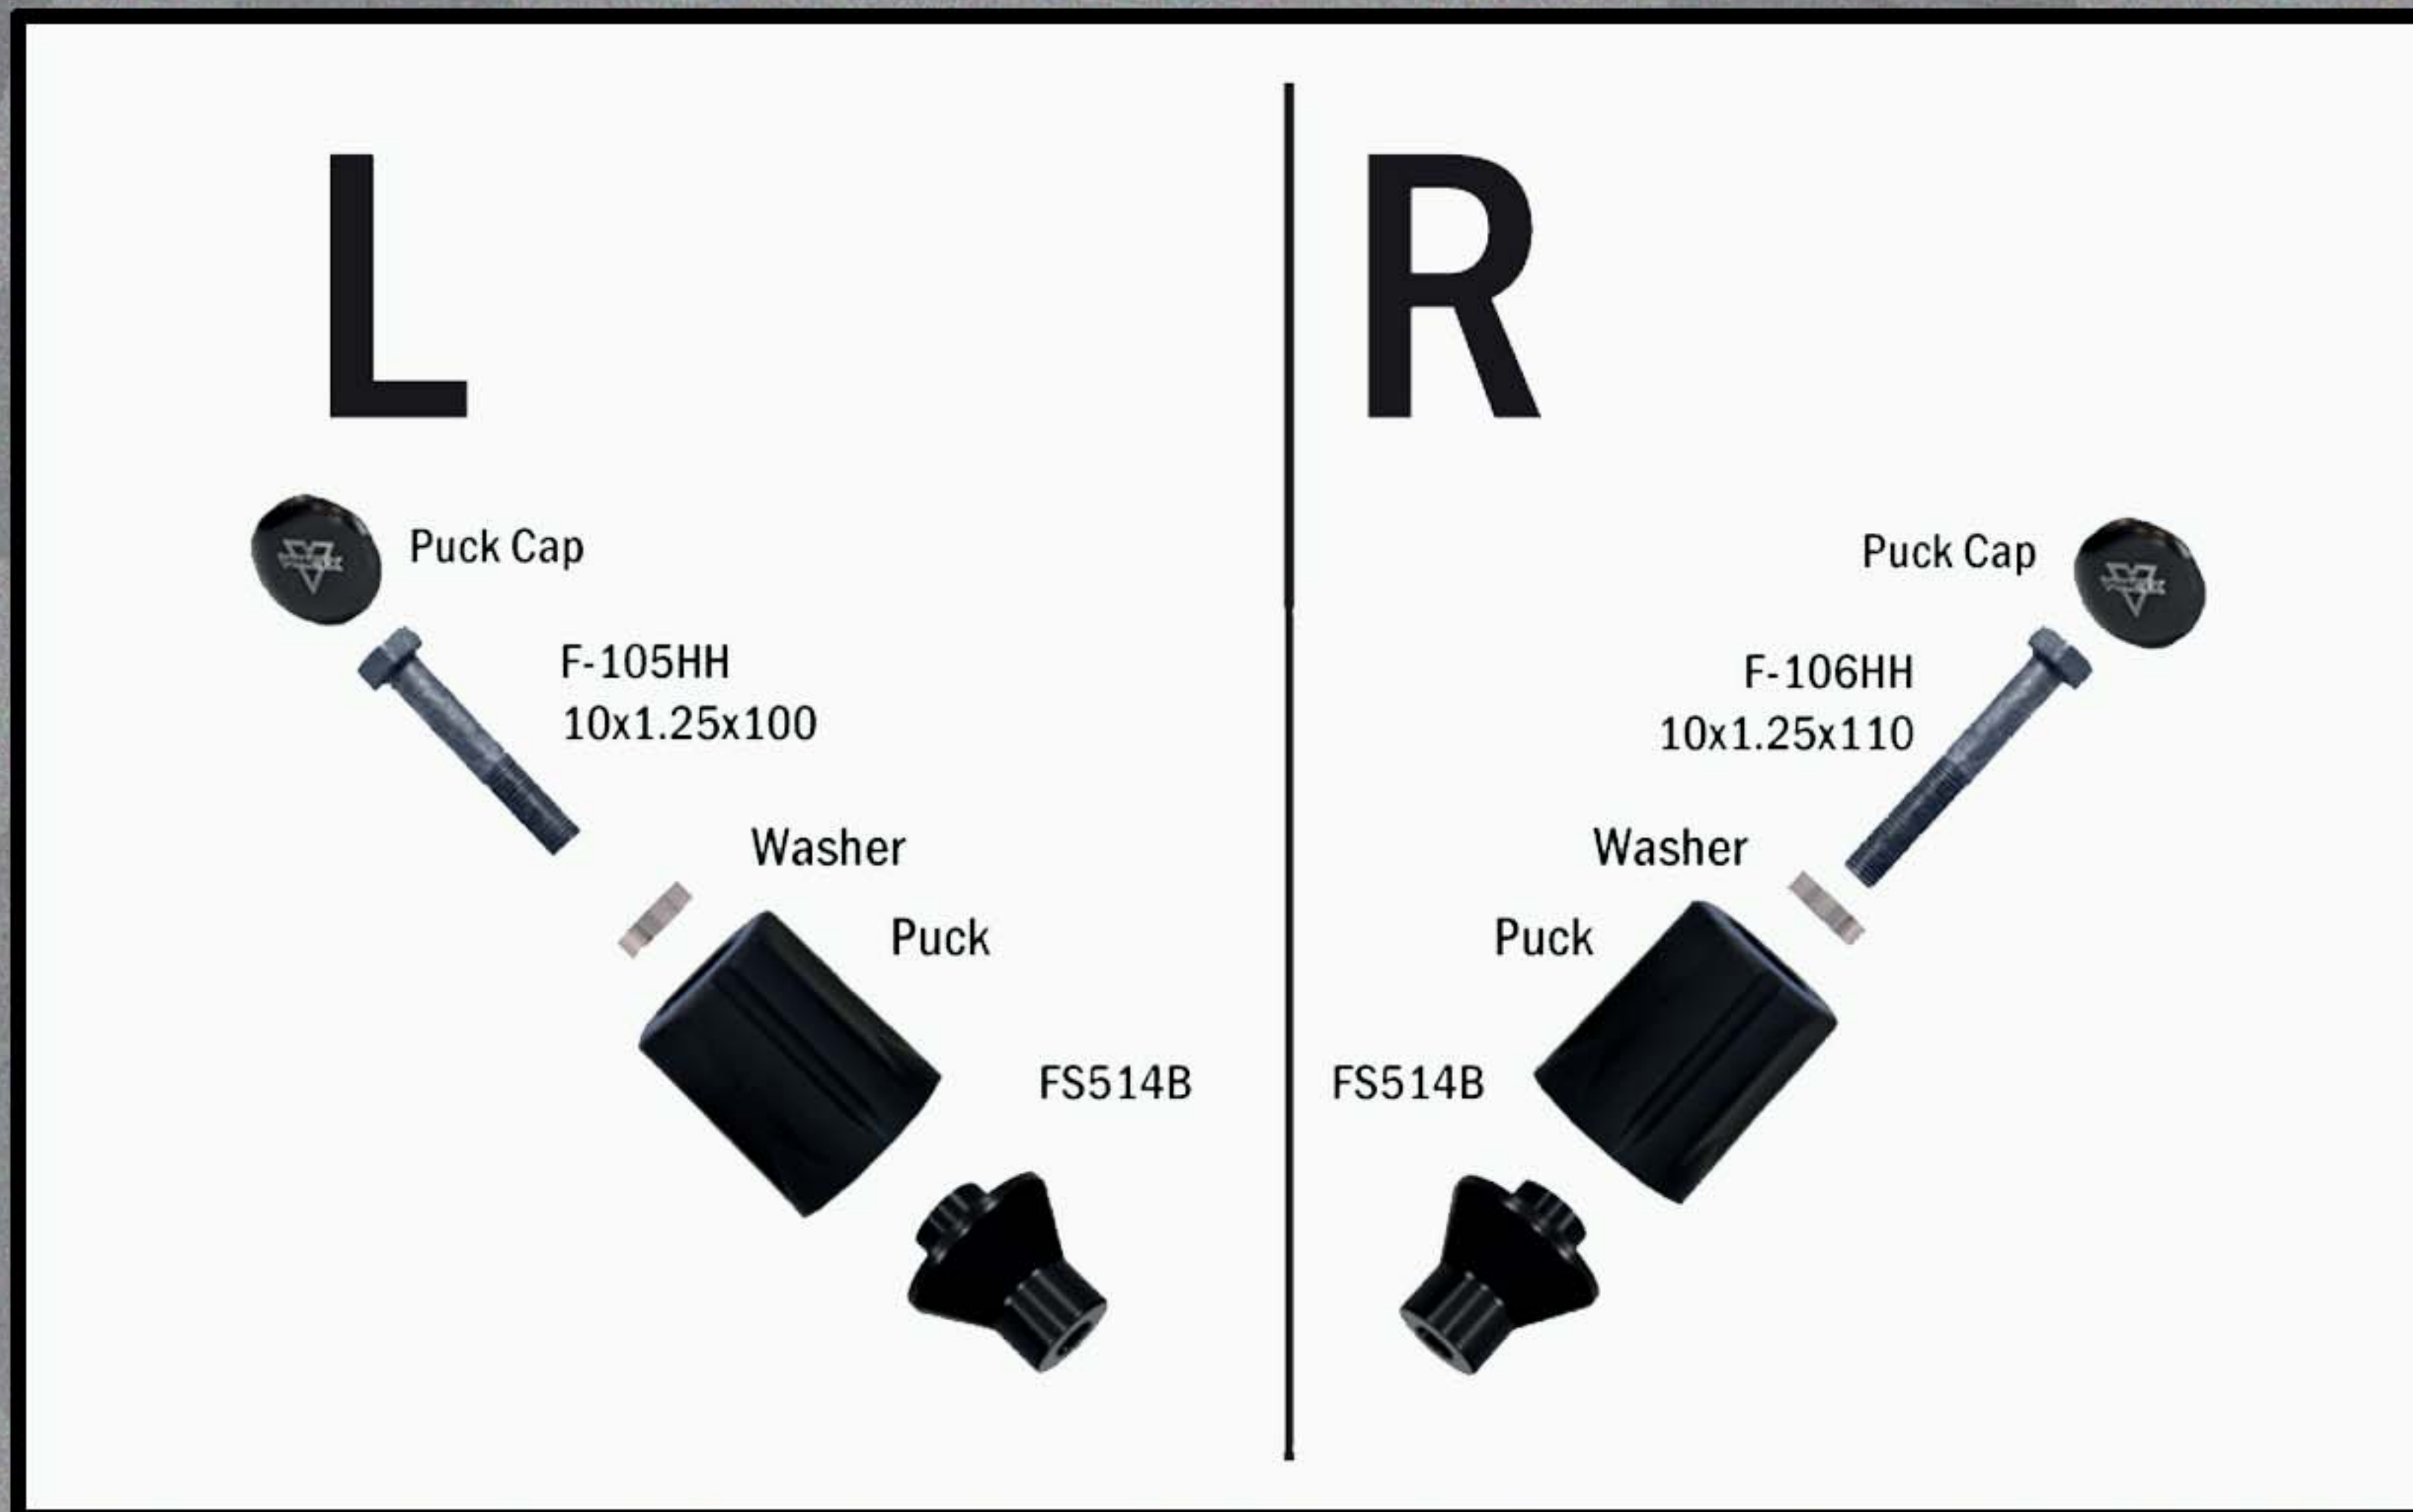 L
Puck Cap
F-105HH
10x1.25x100
Washer
Puck
FS514B
R
Puck Cap
F-106HH
10x1.25x110
Washer
Puck
FS514B